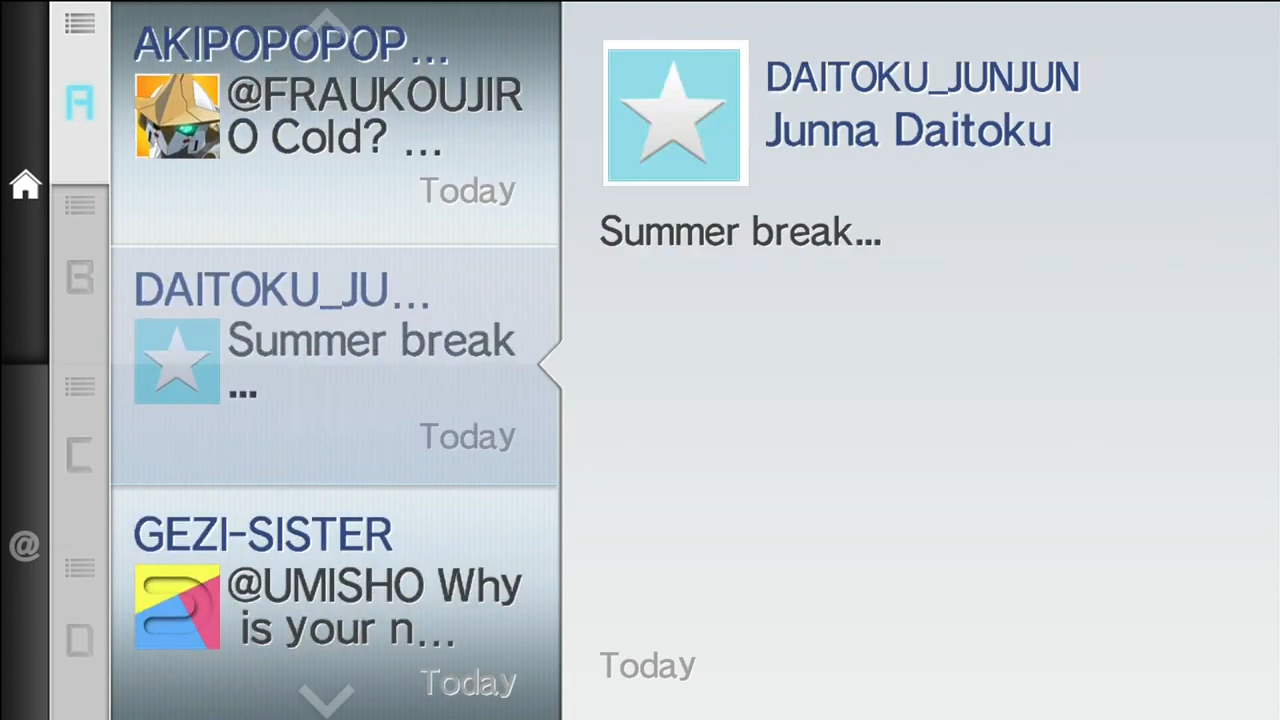 A
B
C
D
@
AKIPOPOPOP...
@FRAUKOUJIR
O Cold? ...
Today
DAITOKU_JU...
Summer break
...
Today
GEZI-SISTER
@UMISHO Why
is your n...
Today
DAITOKU_JUNJUN
Junna Daitoku
Summer break...
Today